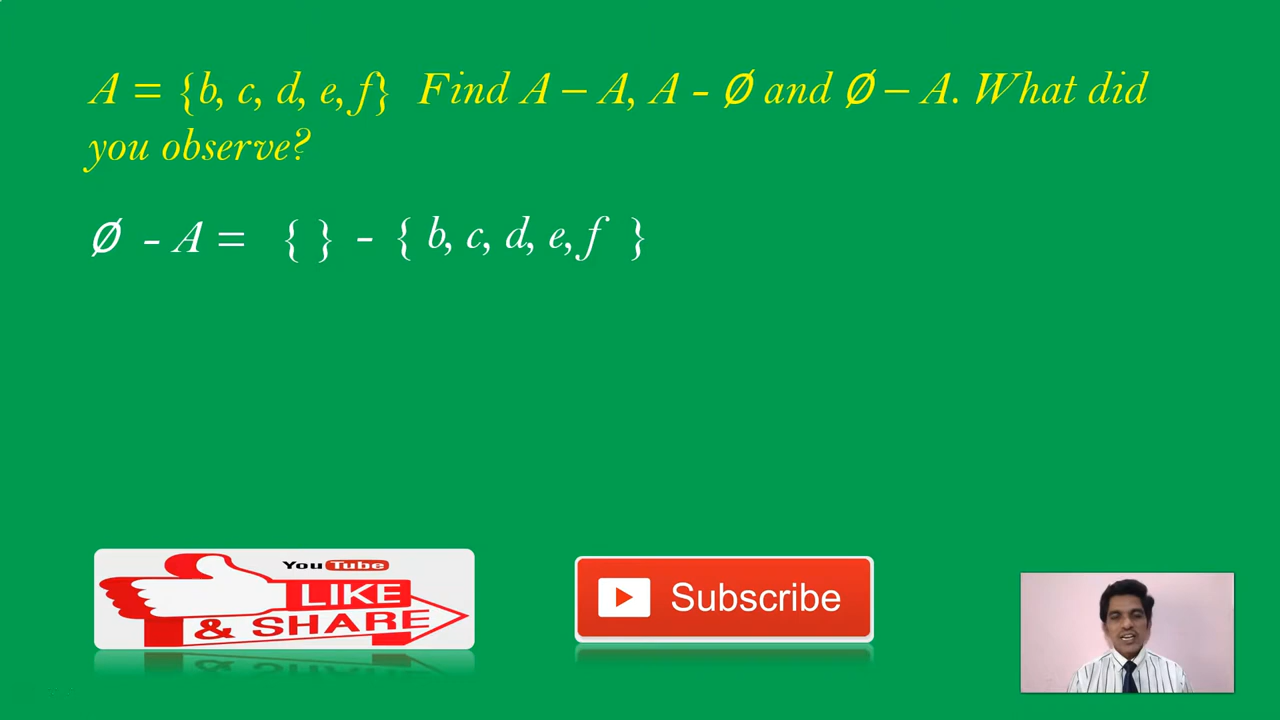 A = {b, c, d, e, f} Find A – A, A - Ø and Ø – A. What did
you observe?
Ø - A = { } - { b, c, d, e, f }
YouTube
LIKE
& SHARE
Subscribe